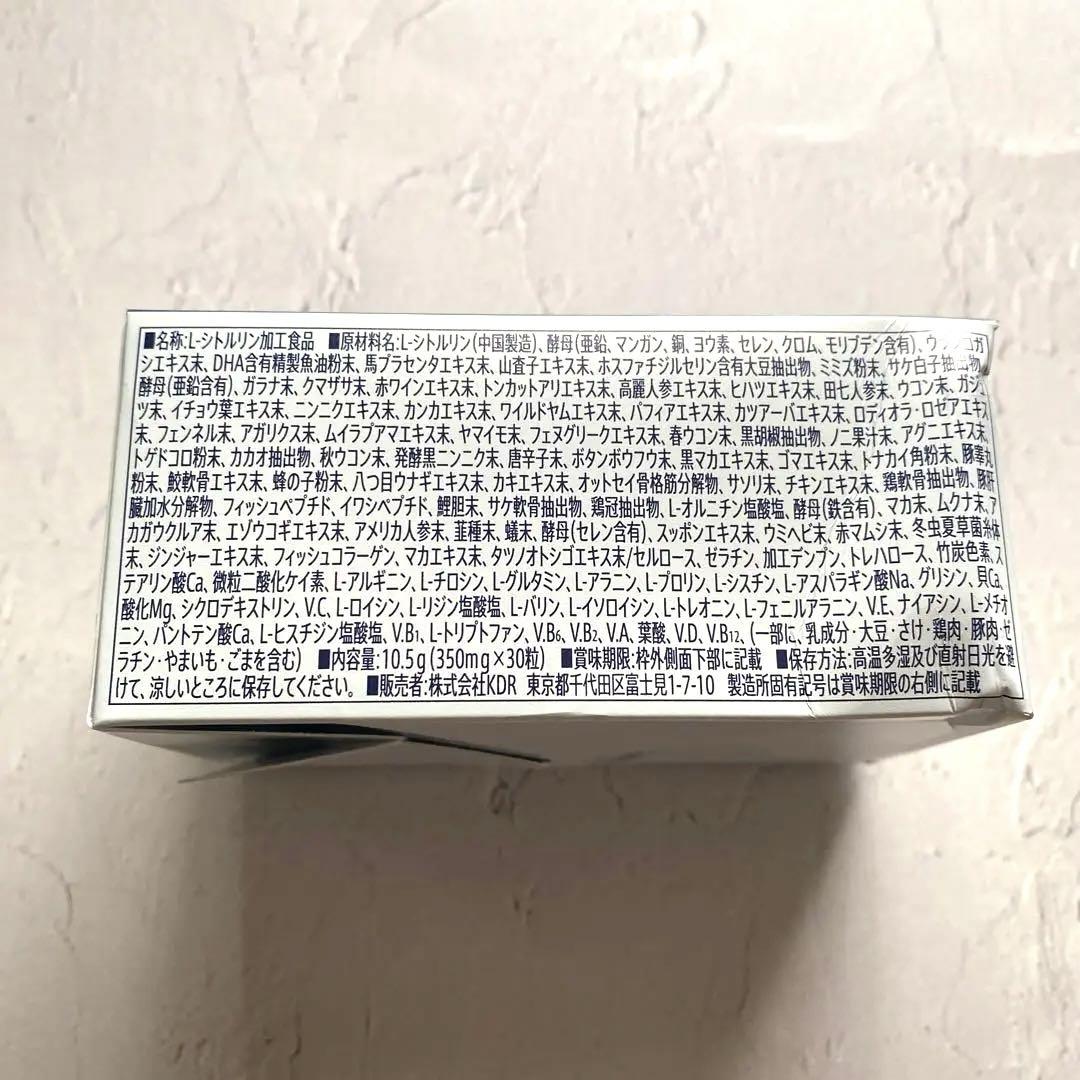 ■名称:L-シトルリン加工食品 ■原材料名:L-シトルリン(中国製造)、酵母(亜鉛、マンガン、銅、ヨウ素、セレン、クロム、モリブデン含有)、ウラジロガ
シエキス末、DHA含有精製魚油粉末、馬プラセンタエキス末、山査子エキス末、ホスファチジルセリン含有大豆抽出物、ミミズ粉末、サケ白子抽出物、
酵母(亜鉛含有)、ガラナ末、クマザサ末、赤ワインエキス末、トンカットアリエキス末、高麗人参エキス末、ヒハツエキス末、田七人参末、ウコン末、ガジュ
ツ末、イチョウ葉エキス末、ニンニクエキス末、カンカエキス末、ワイルドヤムエキス末、パフィアエキス末、カツアーバエキス末、ロディオラ・ロゼアエキス
末、フェンネル末、アガリクス末、ムイラプアマエキス末、ヤマイモ末、フェヌグリークエキス末、春ウコン末、黒胡椒抽出物、ノニ果汁末、アグニエキス末、
トゲドコロ粉末、カカオ抽出物、秋ウコン末、発酵黒ニンニク末、唐辛子末、ボタンボウフウ末、黒マカエキス末、ゴマエキス末、トナカイ角粉末、豚睾丸
粉末、鮫軟骨エキス末、蜂の子粉末、八つ目ウナギエキス末、カキエキス末、オットセイ骨格筋分解物、サソリ末、チキンエキス末、鶏軟骨抽出物、豚肝
臓加水分解物、フィッシュペプチド、イワシペプチド、鯉胆末、サケ軟骨抽出物、鶏冠抽出物、L-オルニチン塩酸塩、酵母(鉄含有)、マカ末、ムクナ末、ア
カガウクルア末、エゾウコギエキス末、アメリカ人参末、韮種末、蟻末、酵母(セレン含有)、スッポンエキス末、ウミヘビ末、赤マムシ末、冬虫夏草菌糸体
末、ジンジャーエキス末、フィッシュコラーゲン、マカエキス末、タツノオトシゴエキス末/セルロース、ゼラチン、加工デンプン、トレハロース、竹炭色素、ス
テアリン酸Ca、微粒二酸化ケイ素、L-アルギニン、L-チロシン、L-グルタミン、L-アラニン、L-プロリン、L-シスチン、L-アスパラギン酸Na、グリシン、貝Ca、
酸化Mg、シクロデキストリン、V.C、L-ロイシン、L-リジン塩酸塩、L-バリン、L-イソロイシン、L-トレオニン、L-フェニルアラニン、V.E、ナイアシン、L-メチオ
ニン、パントテン酸Ca、L-ヒスチジン塩酸塩、V.B₁、L-トリプトファン、V.B₆、V.B₂、V.A、葉酸、V.D、V.B₁₂、(一部に、乳成分・大豆・さけ・鶏肉・豚肉・ゼ
ラチン・やまいも・ごまを含む) ■内容量:10.5g(350mg×30粒) ■賞味期限:枠外側面下部に記載 ■保存方法:高温多湿及び直射日光を避
けて、涼しいところに保存してください。 ■販売者:株式会社KDR 東京都千代田区富士見1-7-10 製造所固有記号は賞味期限の右側に記載